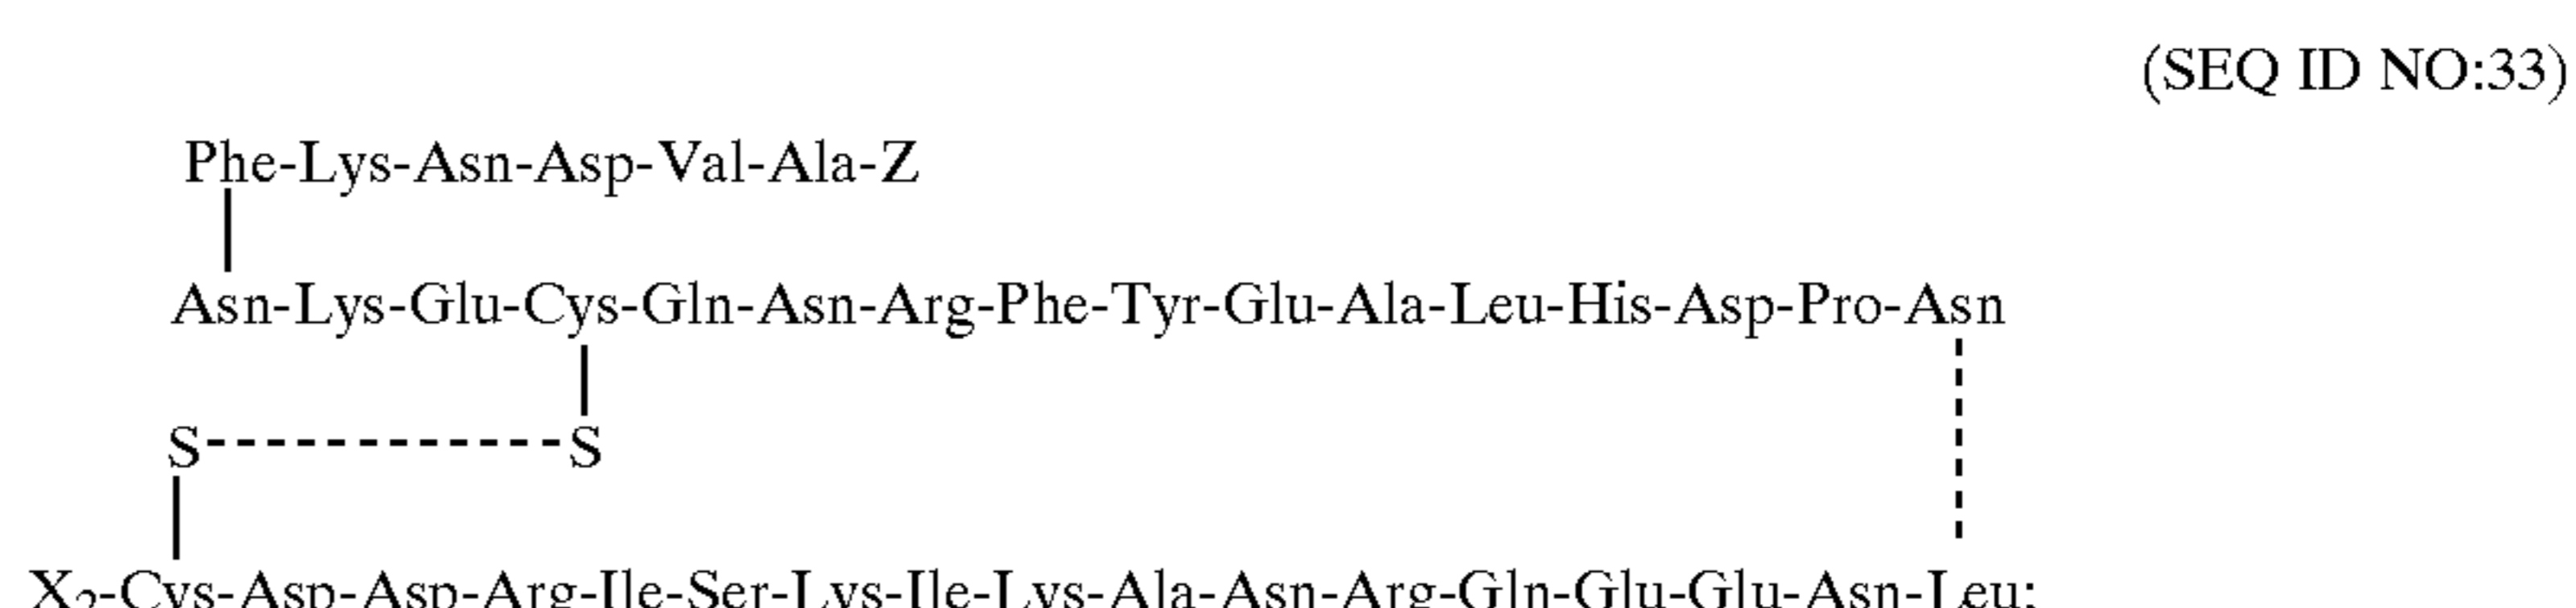 (SEQ ID NO:33)
Phe-Lys-Asn-Asp-Val-Ala-Z
Asn-Lys-Glu-Cys-Gln-Asn-Arg-Phe-Tyr-Glu-Ala-Leu-His-Asp-Pro-Asn
S S
X₂-Cys-Asp-Asp-Arg-Ile-Ser-Lys-Ile-Lys-Ala-Asn-Arg-Gln-Glu-Glu-Asn-Leu;